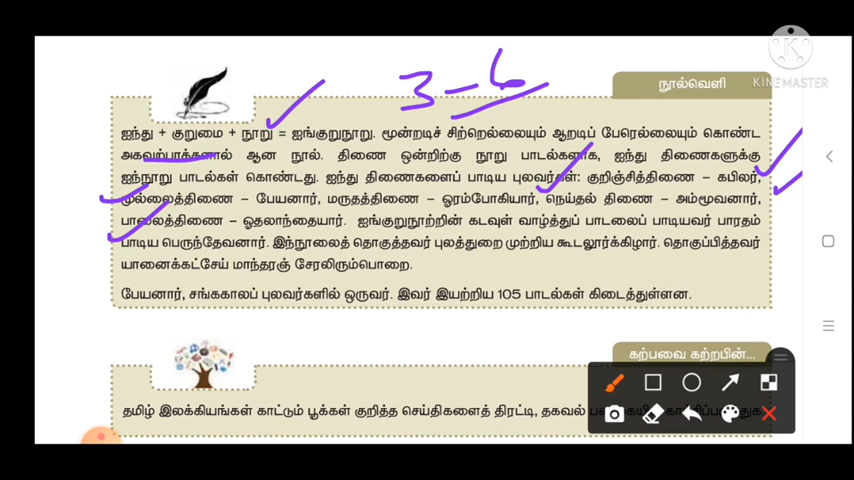 3-6
நூல்வெளி
KINEMASTER
ஐந்து + குறுமை + நூறு = ஐங்குறுநூறு. மூன்றடிச் சிற்றெல்லையும் ஆறடிப் பேரெல்லையும் கொண்ட
அகவற்பாக்களால் ஆன நூல். திணை ஒன்றிற்கு நூறு பாடல்களாக, ஐந்து திணைகளுக்கு
ஐந்நூறு பாடல்கள் கொண்டது. ஐந்து திணைகளைப் பாடிய புலவர்கள்: குறிஞ்சித்திணை – கபிலர்,
முல்லைத்திணை – பேயனார், மருதத்திணை – ஓரம்போகியார், நெய்தல் திணை – அம்மூவனார்,
பாலைத்திணை – ஓதலாந்தையார். ஐங்குறுநூற்றின் கடவுள் வாழ்த்துப் பாடலைப் பாடியவர் பாரதம்
பாடிய பெருந்தேவனார். இந்நூலைத் தொகுத்தவர் புலத்துறை முற்றிய கூடலூர்க்கிழார். தொகுப்பித்தவர்
யானைக்கட்சேய் மாந்தரஞ் சேரலிரும்பொறை.
பேயனார், சங்ககாலப் புலவர்களில் ஒருவர். இவர் இயற்றிய 105 பாடல்கள் கிடைத்துள்ளன.
கற்பவை கற்றபின்...
தமிழ் இலக்கியங்கள் காட்டும் பூக்கள் குறித்த செய்திகளைத் திரட்டி, தகவல்